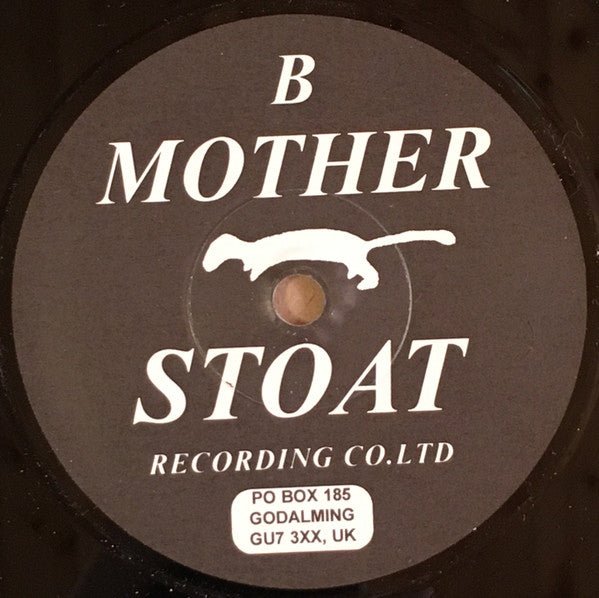 B
MOTHER
STOAT
RECORDING CO.LTD
PO BOX 185
GODALMING
GU7 3XX, UK